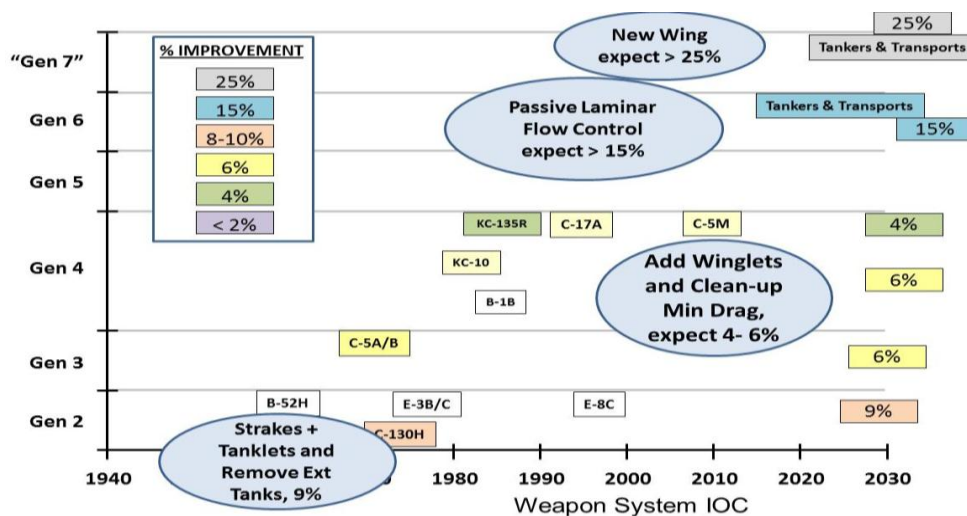 "Gen 7"
Gen 6
Gen 5
Gen 4
Gen 3
Gen 2
% IMPROVEMENT
25%
15%
8-10%
6%
4%
< 2%
New Wing
expect > 25%
25%
Tankers & Transports
Passive Laminar
Flow Control
expect > 15%
Tankers & Transports
15%
KC-135R
C-17A
C-5M
4%
KC-10
B-1B
Add Winglets
and Clean-up
Min Drag,
expect 4- 6%
6%
C-5A/B
6%
B-52H
E-3B/C
E-8C
9%
C-130H
Strakes +
Tanklets and
Remove Ext
Tanks, 9%
1940
1980
1990
2000
2010
2020
2030
Weapon System IOC